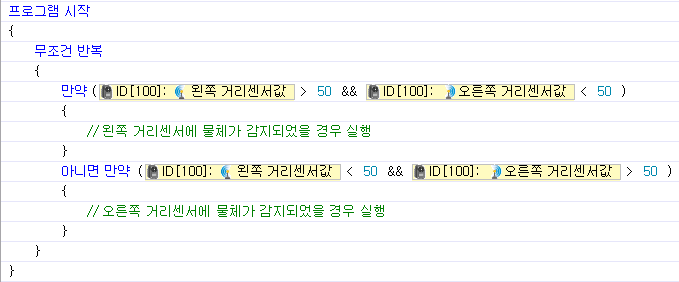 프로그램 시작
{
무조건 반복
{
만약 ( ID[100]: 왼쪽 거리센서값 > 50 && ID[100]: 오른쪽 거리센서값 < 50 )
{
//왼쪽 거리센서에 물체가 감지되었을 경우 실행
}
아니면 만약 ( ID[100]: 왼쪽 거리센서값 < 50 && ID[100]: 오른쪽 거리센서값 > 50 )
{
//오른쪽 거리센서에 물체가 감지되었을 경우 실행
}
}
}